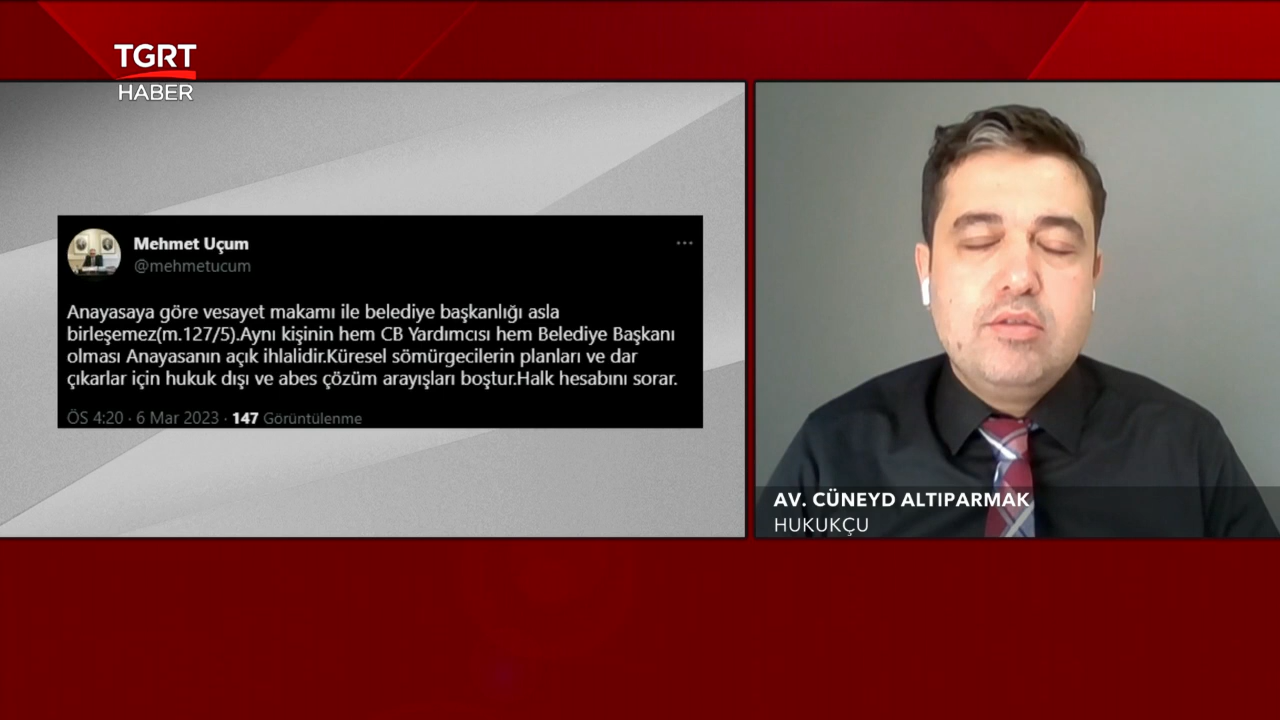 TGRT
HABER
Mehmet Uçum
@mehmetucum
Anayasaya göre vesayet makamı ile belediye başkanlığı asla
birleşemez(m.127/5).Aynı kişinin hem CB Yardımcısı hem Belediye Başkanı
olması Anayasanın açık ihlalidir.Küresel sömürgecilerin planları ve dar
çıkarlar için hukuk dışı ve abes çözüm arayışları boştur.Halk hesabını sorar.
ÖS 4:20 · 6 Mar 2023 · 147 Görüntülenme
AV. CÜNEYD ALTIPARMAK
HUKUKÇU